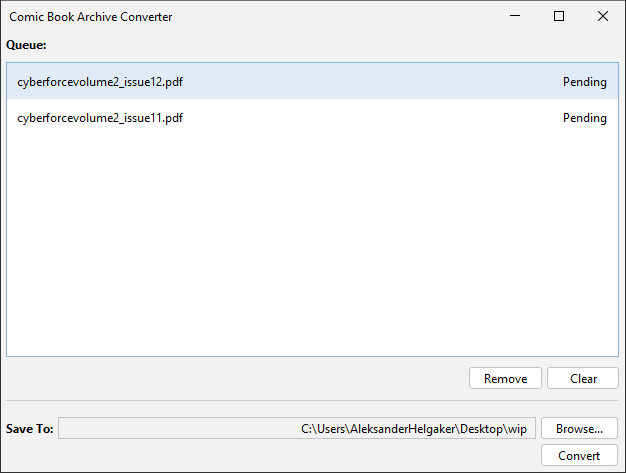 Comic Book Archive Converter
Queue:
cyberforcevolume2_issue12.pdf Pending
cyberforcevolume2_issue11.pdf Pending
Remove Clear
Save To: C:\Users\AleksanderHelgaker\Desktop\wip Browse...
Convert